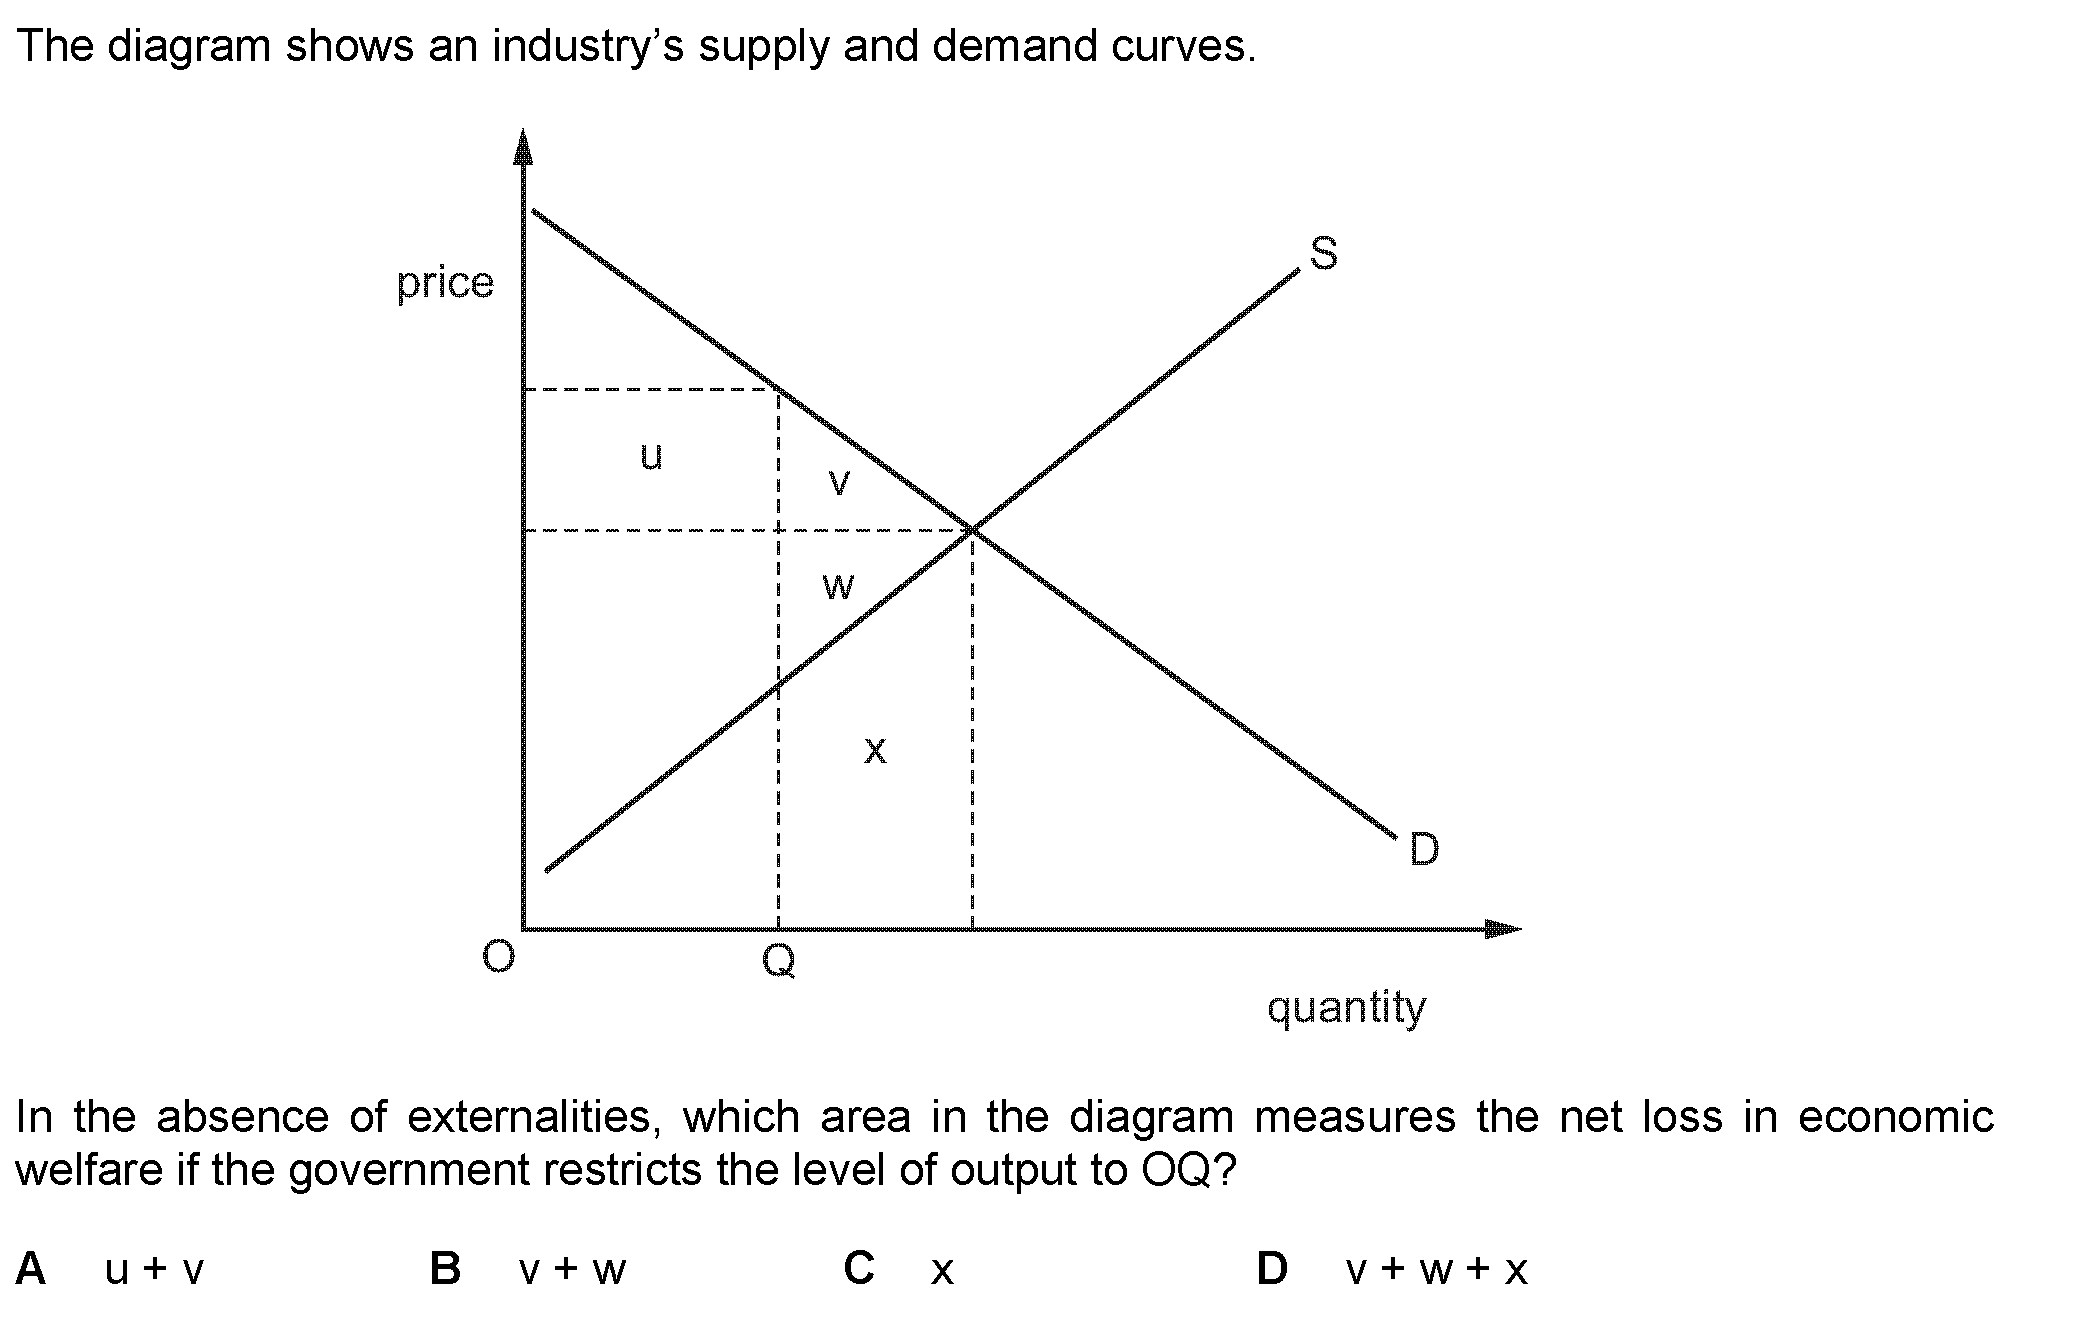 The diagram shows an industry’s supply and demand curves.
S
price
u
v
w
x
D
O
Q
quantity
In the absence of externalities, which area in the diagram measures the net loss in economic
welfare if the government restricts the level of output to OQ?
A u + v B v + w C x D v + w + x